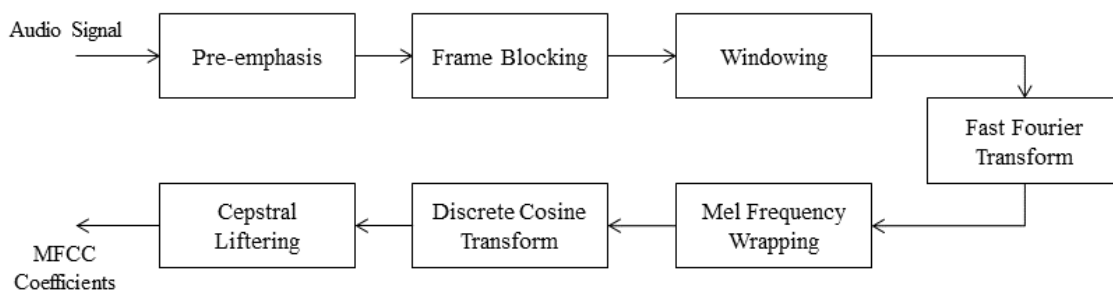 Audio Signal
Pre-emphasis
Frame Blocking
Windowing
Fast Fourier
Transform
Mel Frequency
Wrapping
Discrete Cosine
Transform
Cepstral
Liftering
MFCC
Coefficients